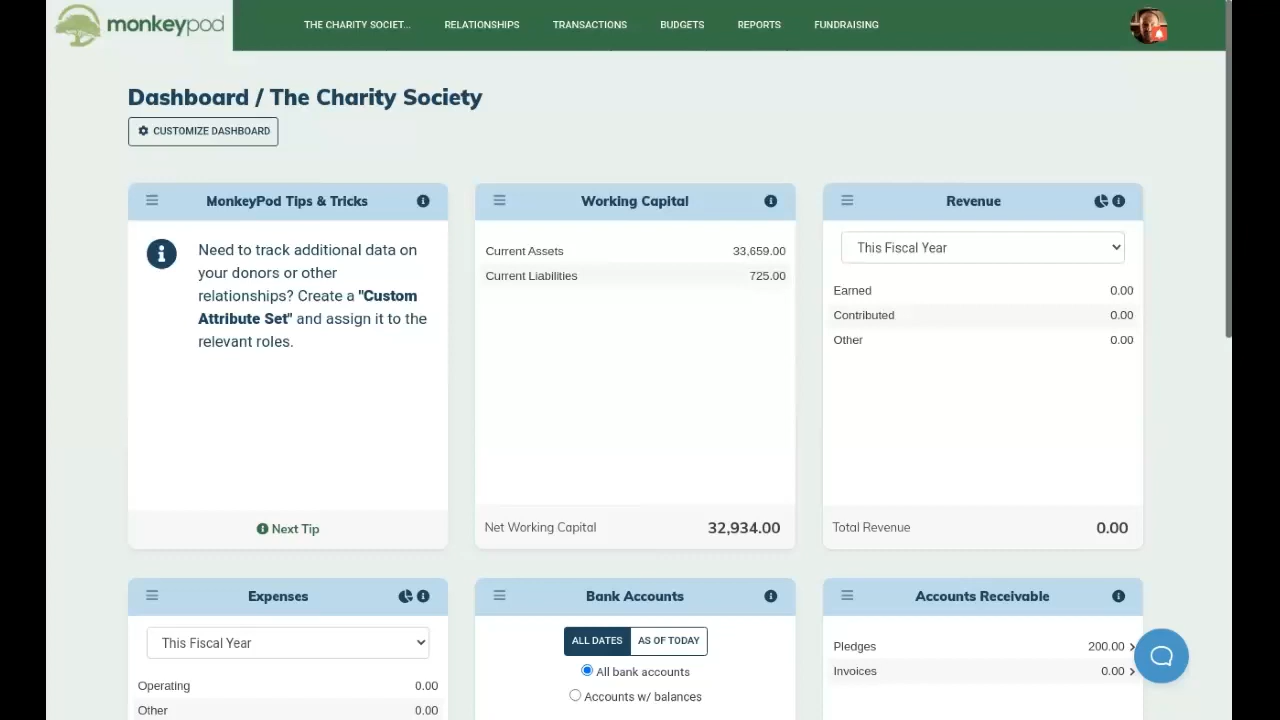 monkeypod
THE CHARITY SOCIET... RELATIONSHIPS TRANSACTIONS BUDGETS REPORTS FUNDRAISING
Dashboard / The Charity Society
CUSTOMIZE DASHBOARD
MonkeyPod Tips & Tricks
Need to track additional data on
your donors or other
relationships? Create a "Custom
Attribute Set" and assign it to the
relevant roles.
Next Tip
Working Capital
Current Assets 33,659.00
Current Liabilities 725.00
Net Working Capital 32,934.00
Revenue
This Fiscal Year
Earned 0.00
Contributed 0.00
Other 0.00
Total Revenue 0.00
Expenses
This Fiscal Year
Operating 0.00
Other 0.00
Bank Accounts
ALL DATES AS OF TODAY
All bank accounts
Accounts w/ balances
Accounts Receivable
Pledges 200.00
Invoices 0.00